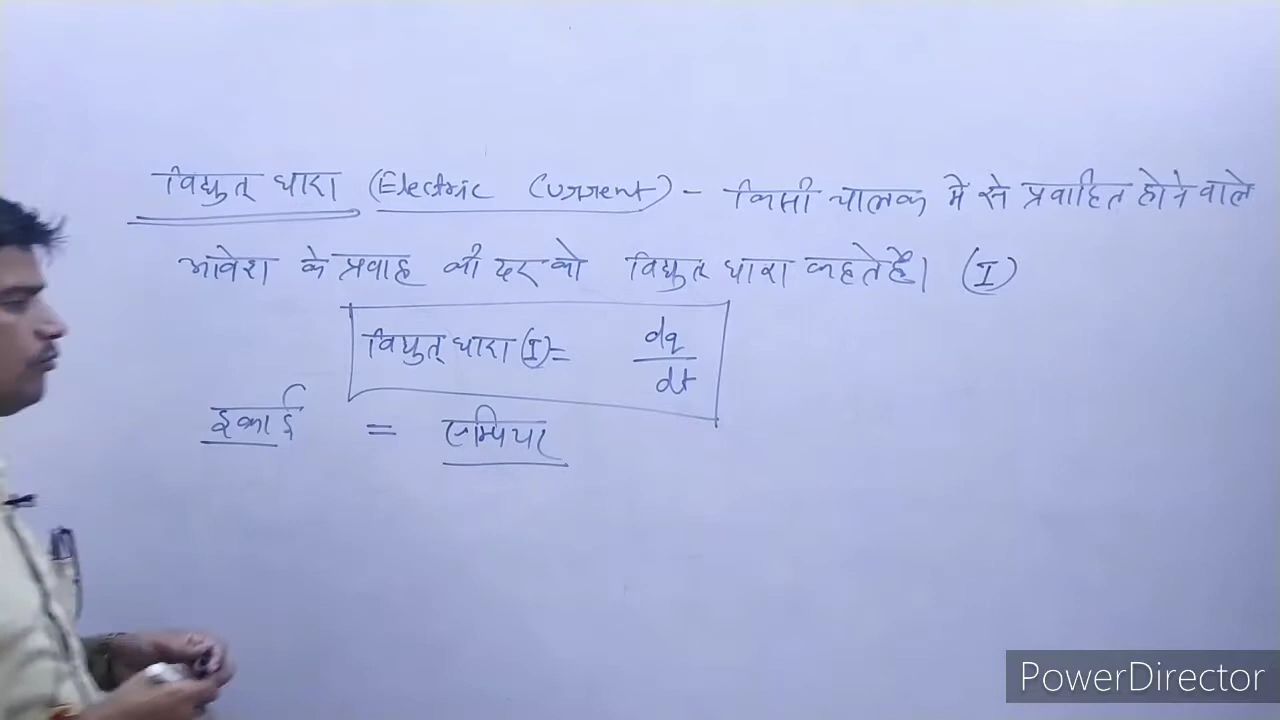 विद्युत् धारा (Electric Current) - किसी चालक में से प्रवाहित होने वाले
आवेश के प्रवाह की दर को विद्युत धारा कहते हैं। (I)
विद्युत् धारा (I) = dq/dt
इकाई = एम्पियर
PowerDirector